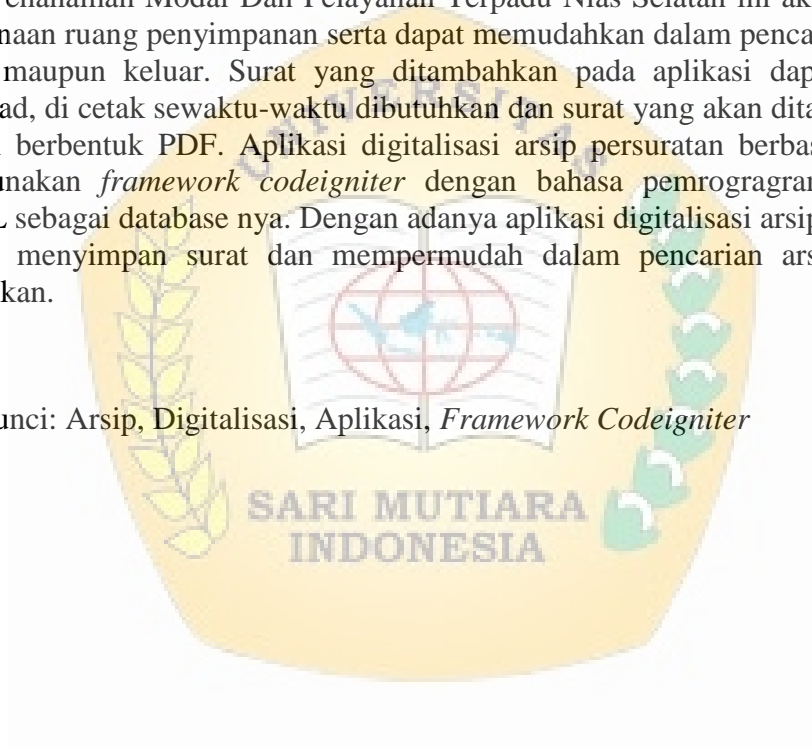 enanaman Modal Dan Pelayanan Terpadu Nias Selatan ini ak
naan ruang penyimpanan serta dapat memudahkan dalam penca
maupun keluar. Surat yang ditambahkan pada aplikasi dap
ad, di cetak sewaktu-waktu dibutuhkan dan surat yang akan dita
berbentuk PDF. Aplikasi digitalisasi arsip persuratan berbas
unakan framework codeigniter dengan bahasa pemrogragran
L sebagai database nya. Dengan adanya aplikasi digitalisasi arsip
menyimpan surat dan mempermudah dalam pencarian ars
kan.
unci: Arsip, Digitalisasi, Aplikasi, Framework Codeigniter
UNIVERSITAS
SARI MUTIARA
INDONESIA